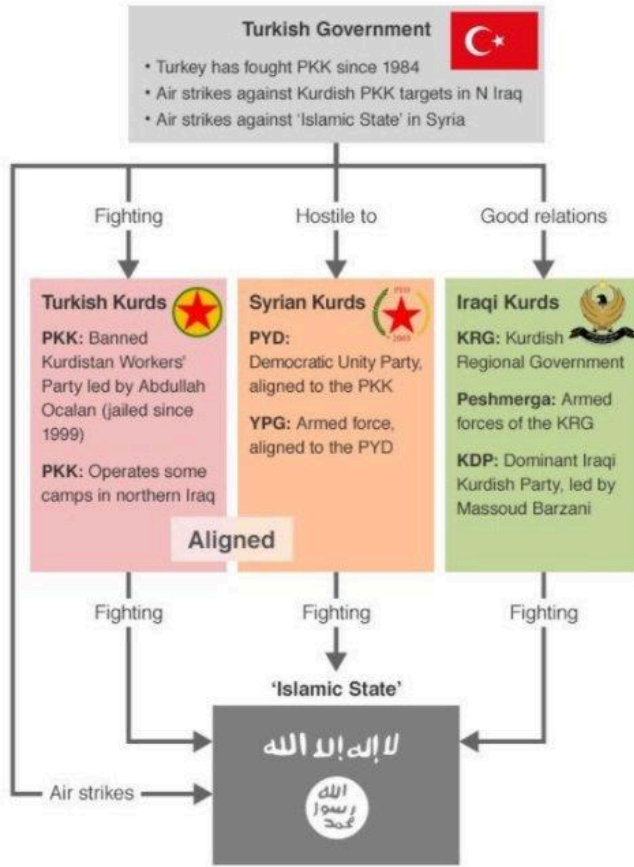 Turkish Government
• Turkey has fought PKK since 1984
• Air strikes against Kurdish PKK targets in N Iraq
• Air strikes against ‘Islamic State’ in Syria
Fighting
Hostile to
Good relations
Turkish Kurds
PKK: Banned
Kurdistan Workers'
Party led by Abdullah
Ocalan (jailed since
1999)
PKK: Operates some
camps in northern Iraq
Syrian Kurds
PYD
2003
PYD:
Democratic Unity Party,
aligned to the PKK
YPG: Armed force,
aligned to the PYD
Iraqi Kurds
KRG: Kurdish
Regional Government
Peshmerga: Armed
forces of the KRG
KDP: Dominant Iraqi
Kurdish Party, led by
Massoud Barzani
Aligned
Fighting
Fighting
Fighting
‘Islamic State’
لا إله إلا الله
الله
رسول
محمد
Air strikes